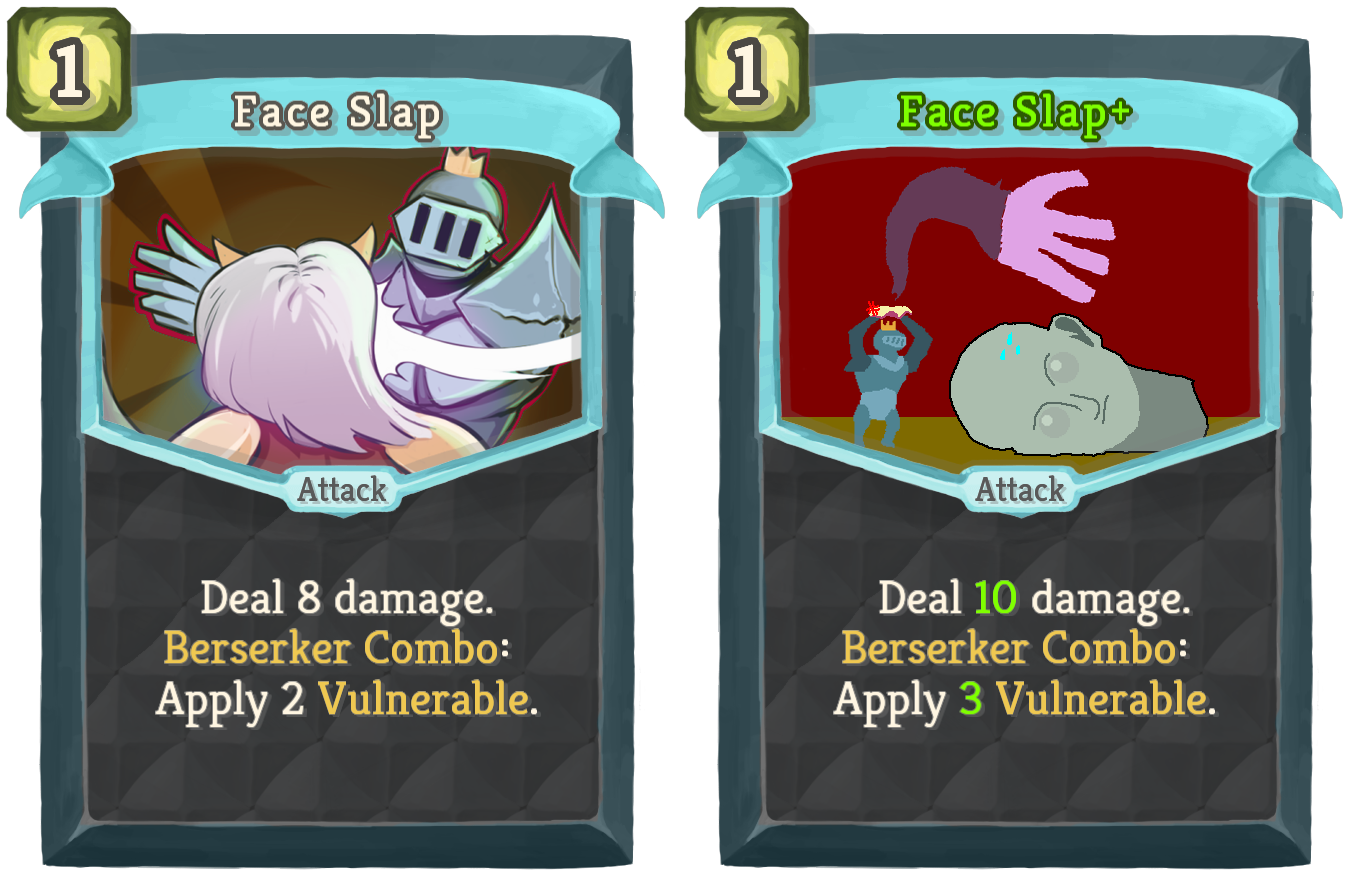 1
Face Slap
Attack
Deal 8 damage.
Berserker Combo:
Apply 2 Vulnerable.
1
Face Slap+
Attack
Deal 10 damage.
Berserker Combo:
Apply 3 Vulnerable.